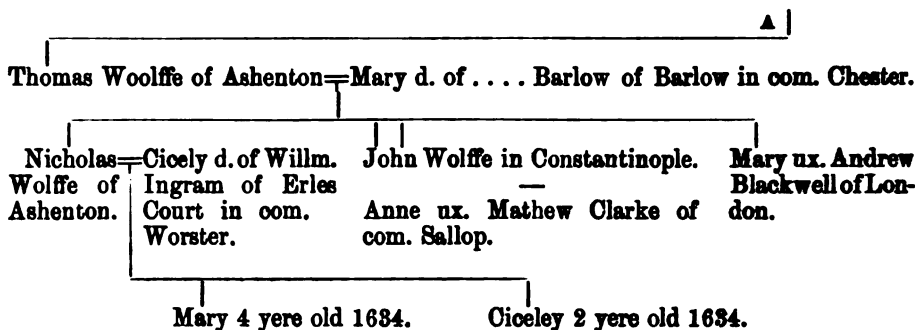 A
Thomas Woolffe of Ashenton=Mary d. of . . . . Barlow of Barlow in com. Chester.
Nicholas=Cicely d. of Willm.
Wolffe of Ingram of Erles
Ashenton. Court in com.
Worster.
John Wolffe in Constantinople.
—
Anne ux. Mathew Clarke of
com. Sallop.
Mary ux. Andrew
Blackwell of Lon-
don.
Mary 4 yere old 1634.
Ciceley 2 yere old 1634.